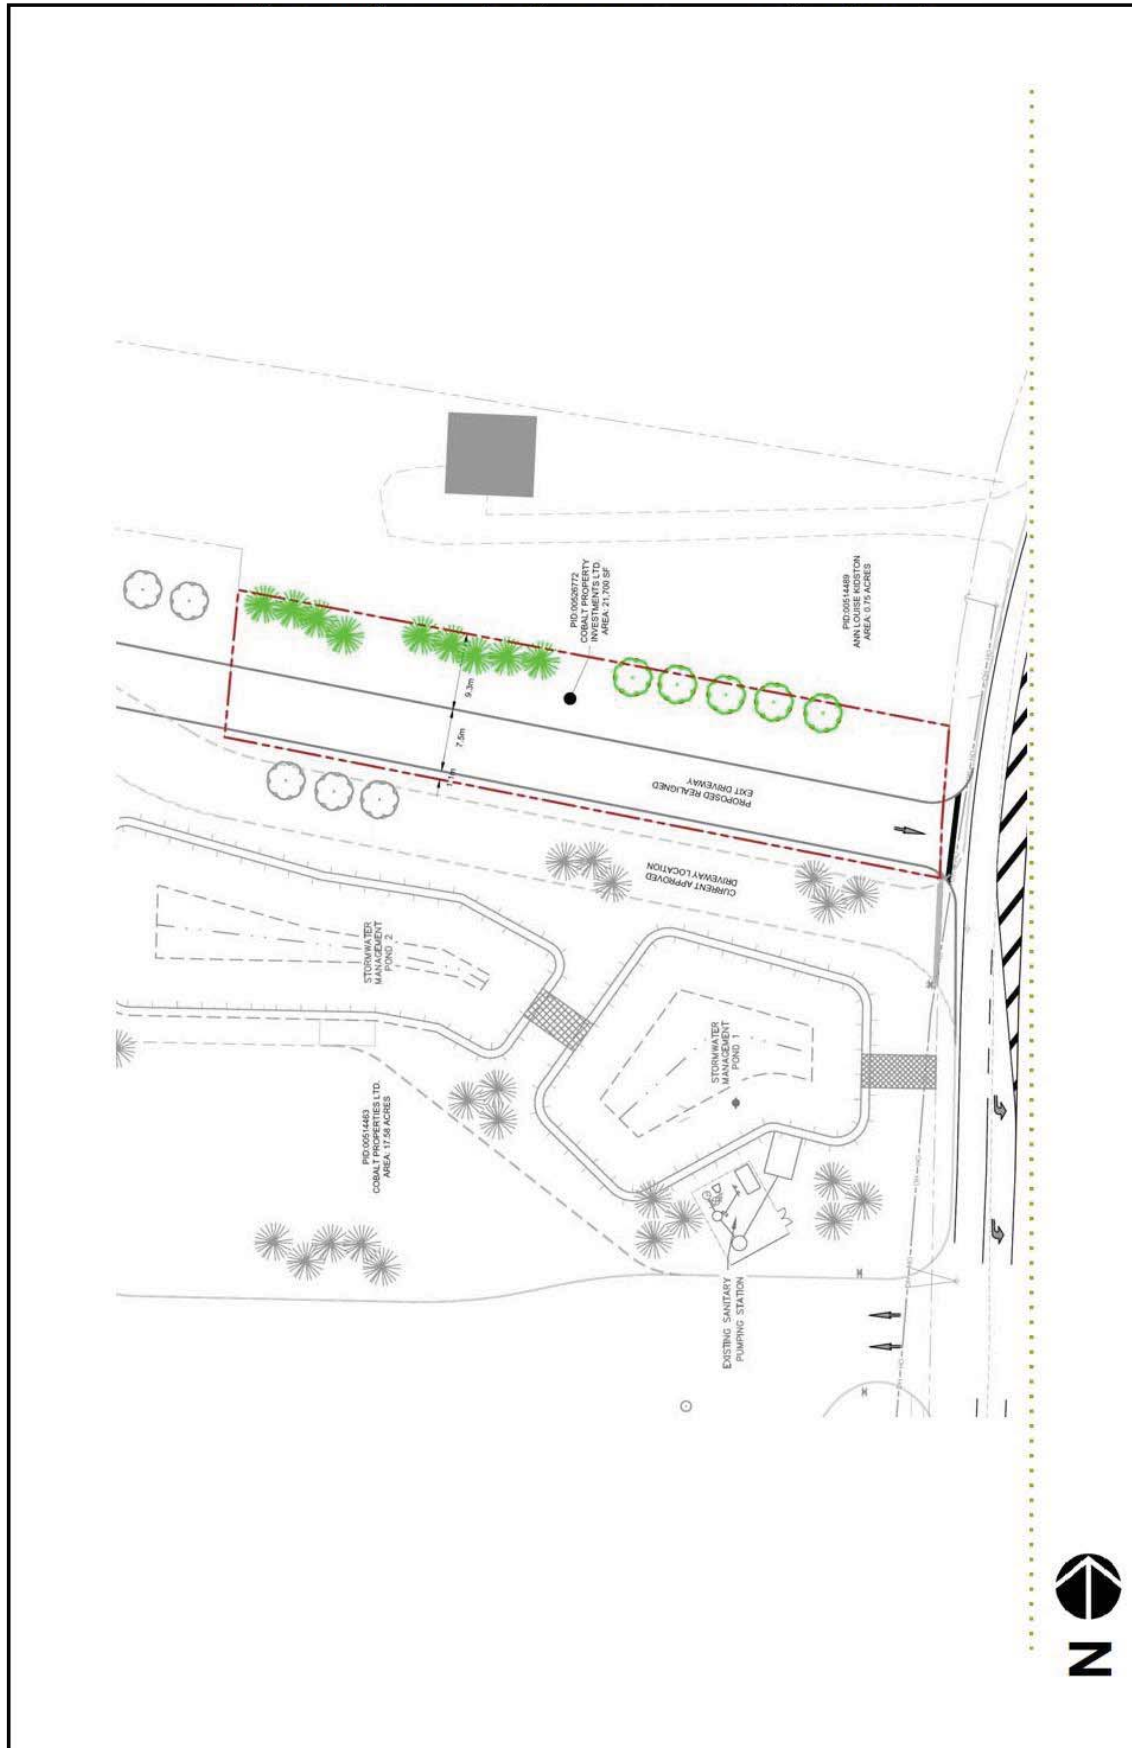 PID:00526772
COBALT PROPERTY
INVESTMENTS LTD.
AREA: 21,700 SF
PID:00514489
ANN LOUISE KIDSTON
AREA: 0.75 ACRES
9.3m
7.5m
PROPOSED REALIGNED
EXIT DRIVEWAY
CURRENT APPROVED
DRIVEWAY LOCATION
STORMWATER
MANAGEMENT
POND 2
STORMWATER
MANAGEMENT
POND 1
PID:00514463
COBALT PROPERTIES LTD.
AREA: 17.58 ACRES
EXISTING SANITARY
PUMPING STATION
N